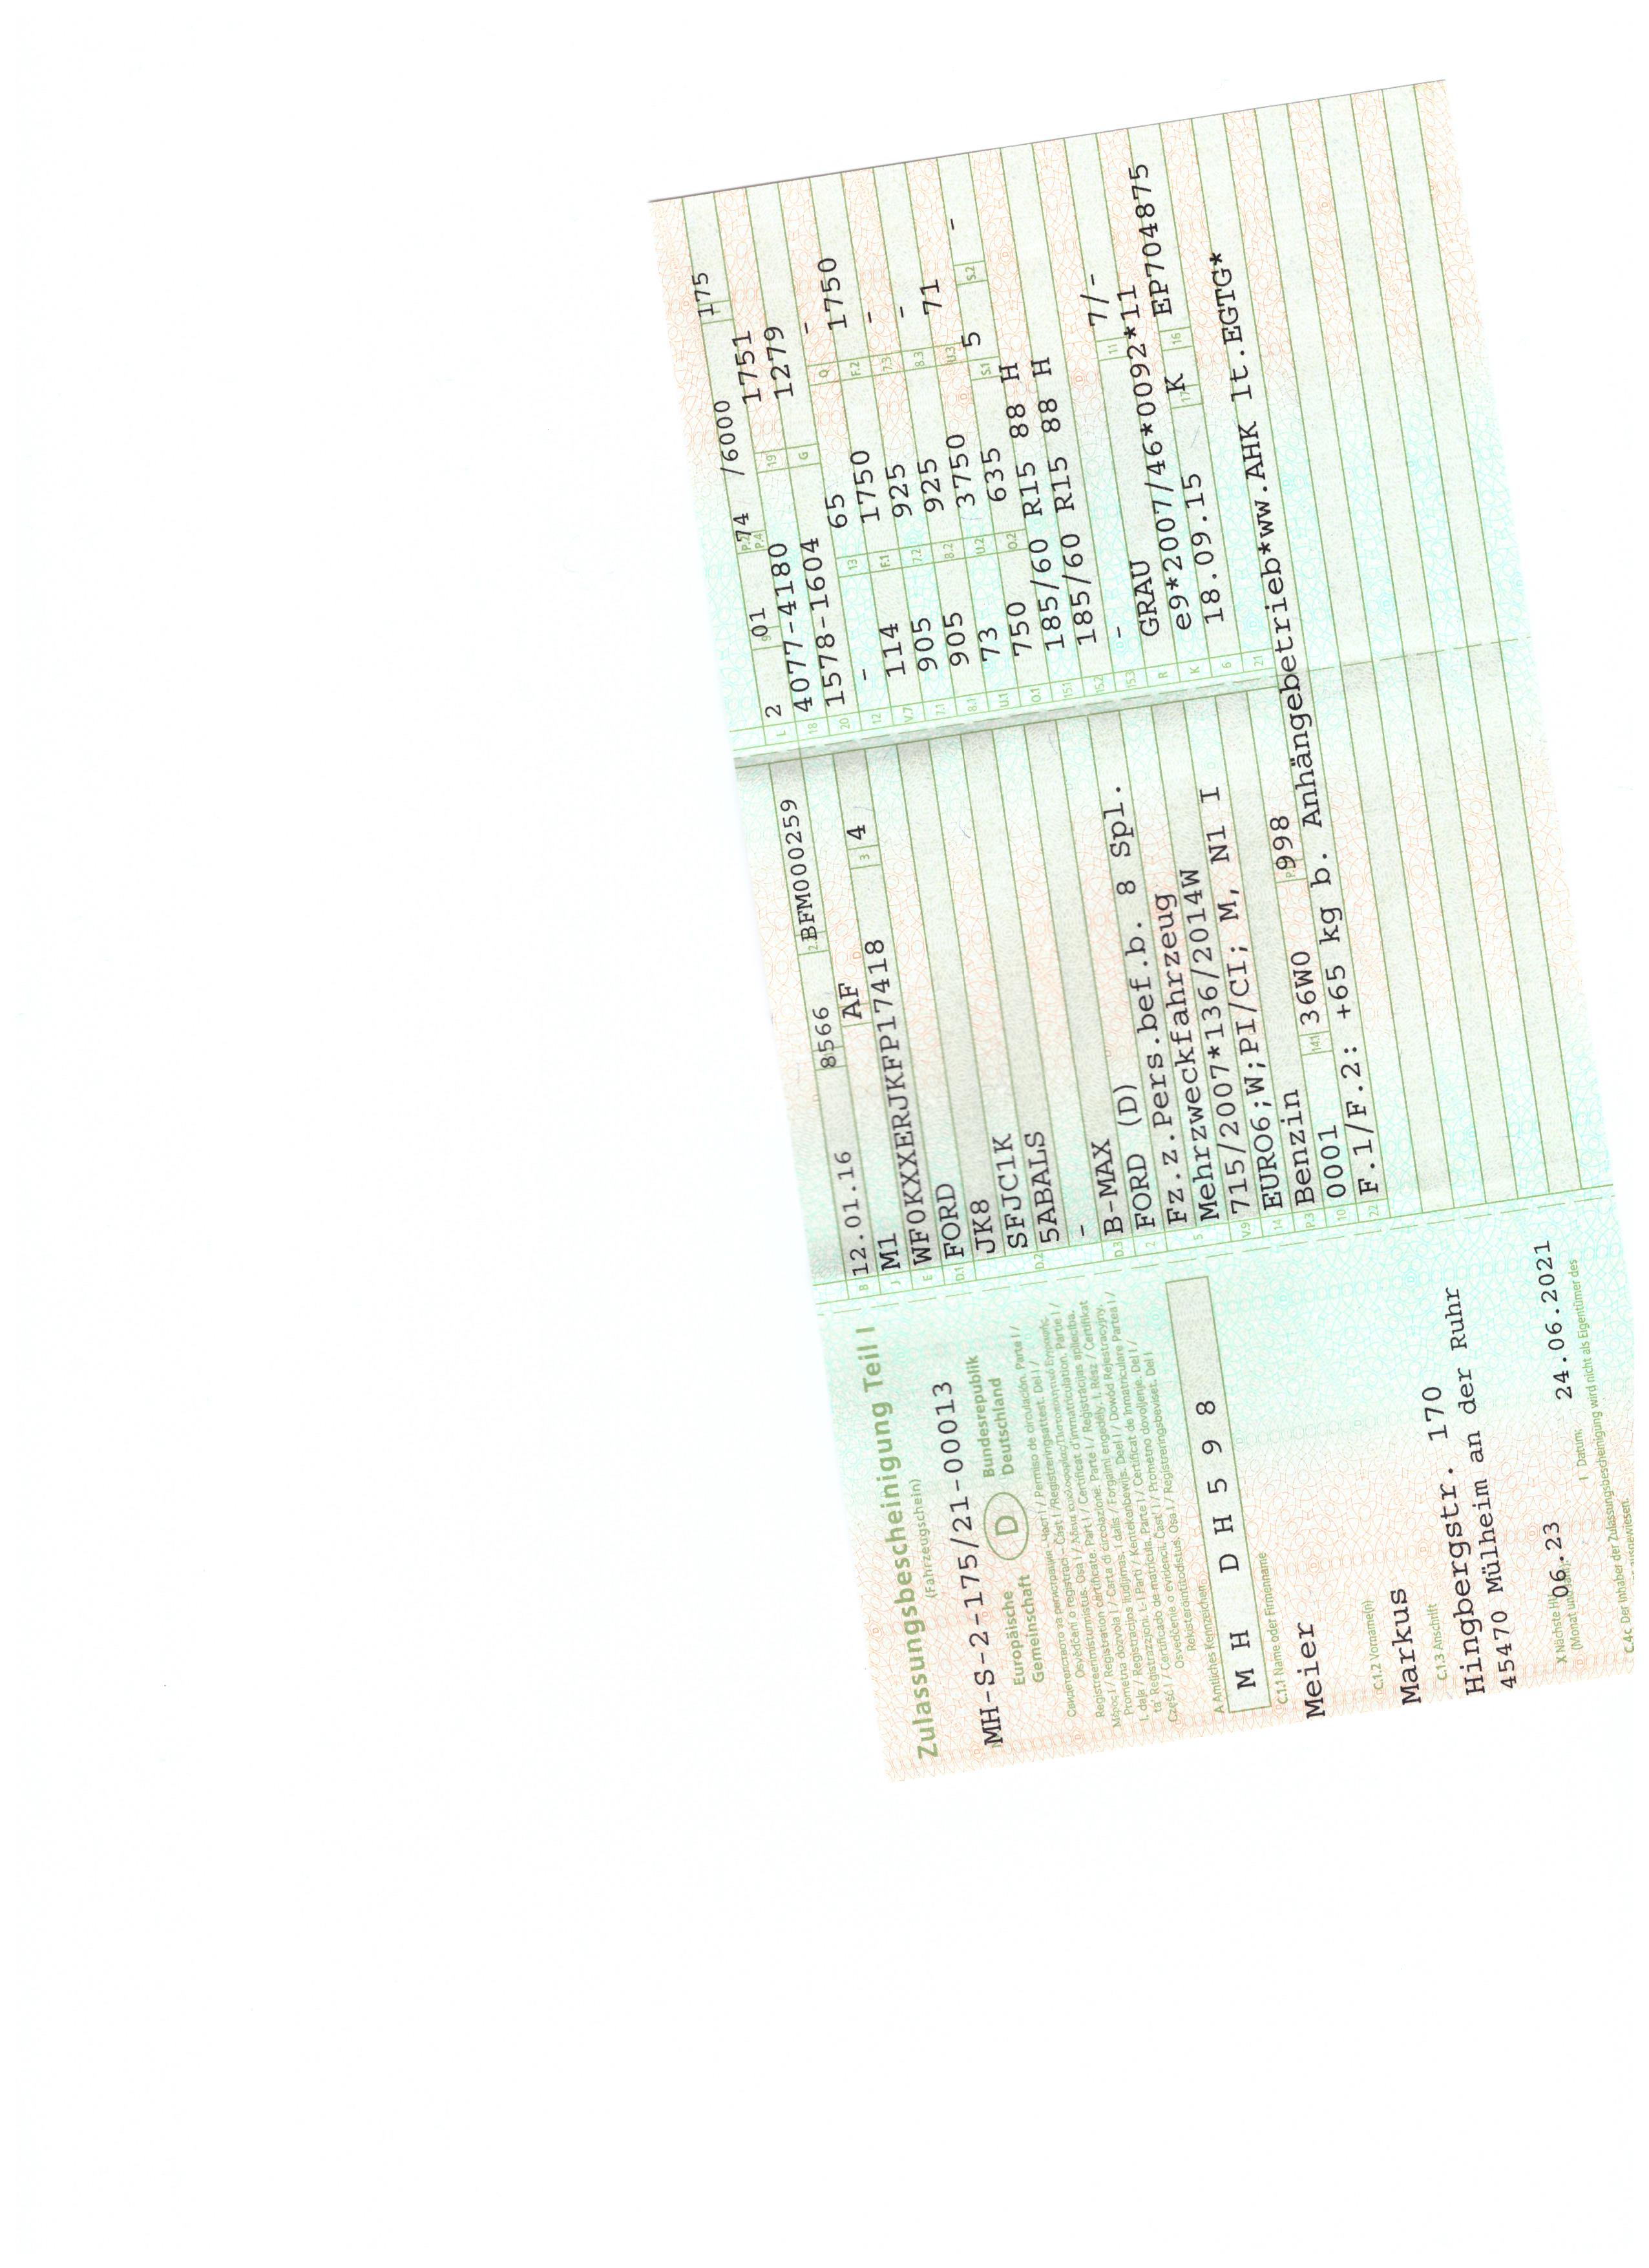 Zulassungsbescheinigung Teil I
(Fahrzeugschein)
MH-S-2-175/21-00013
Europäische Gemeinschaft
D
Bundesrepublik Deutschland
Свидетелство за регистрация - Част I / Permiso de circulación. Parte I /
Osvědčení o registraci – Část I /Registreringsattest. Del I /
Registreerimistunnistus. Osa I / Άδεια κυκλοφορίας/Πιστοποιητικό Εγγραφής
Μέρος I / Registration certificate. Part I / Certificat d'immatriculation. Partie I /
Prometna dozvola I / Carta di circolazione. Parte I / Reģistrācijas apliecība.
I. daļa / Registracijos liudijimas. I dalis / Forgalmi engedély. I. Rész / Ċertifikat
ta' Reġistrazzjoni. L-I Parti / Kentekenbewijs. Deel I / Dowód Rejestracyjny.
Część I / Certificado de matrícula. Parte I / Certificat de Inmatriculare Partea I /
Osvedčenie o evidencii. Časť I / Prometno dovoljenje. Del I /
Rekisteröintitodistus. Osa I / Registreringsbeviset. Del I
A Amtliches Kennzeichen
MH DH598
C.1.1 Name oder Firmenname
Meier
C.1.2 Vorname(n)
Markus
C.1.3 Anschrift
Hingbergstr. 170
45470 Mülheim an der Ruhr
X Nächste HU
(Monat und Jahr):
06.23
I Datum:
24.06.2021
C.4c Der Inhaber der Zulassungsbescheinigung wird nicht als Eigentümer des
ausgewiesen.
B 12.01.16 8566 BFM000259
J M1 AF
E WF0KXXERJKFP17418 3 4
D.1 FORD
JK8
D.2 SFJC1K
5ABALS
-
D.3 B-MAX
2 FORD (D)
5 Fz.z.Pers.bef.b. 8 Spl.
Mehrzweckfahrzeug
V.9 715/2007*136/2014W
14 EURO6;W;PI/CI; M, N1 I
P.3 Benzin
10 0001 14.1 36W0 998
22 F.1/F.2: +65 kg b. Anhängebetrieb*ww.AHK lt.EGTG*
L 2 9 01 P.2 P.4 74 /6000 T 175
18 4077-4180 19 1751
20 1578-1604 G 1279
12 - 13 65 Q -
V.7 114 F.1 1750 F.2 1750
7.1 905 7.2 925 7.3 -
8.1 905 8.2 925 8.3 -
U.1 73 U.2 3750 U.3 71
O.1 750 O.2 635 S.1 5 S.2 -
15.1 185/60 R15 88 H
15.2 185/60 R15 88 H
15.3 -
R GRAU 11 7/-
K e9*2007/46*0092*11
6 18.09.15 17 K 16 EP704875
21